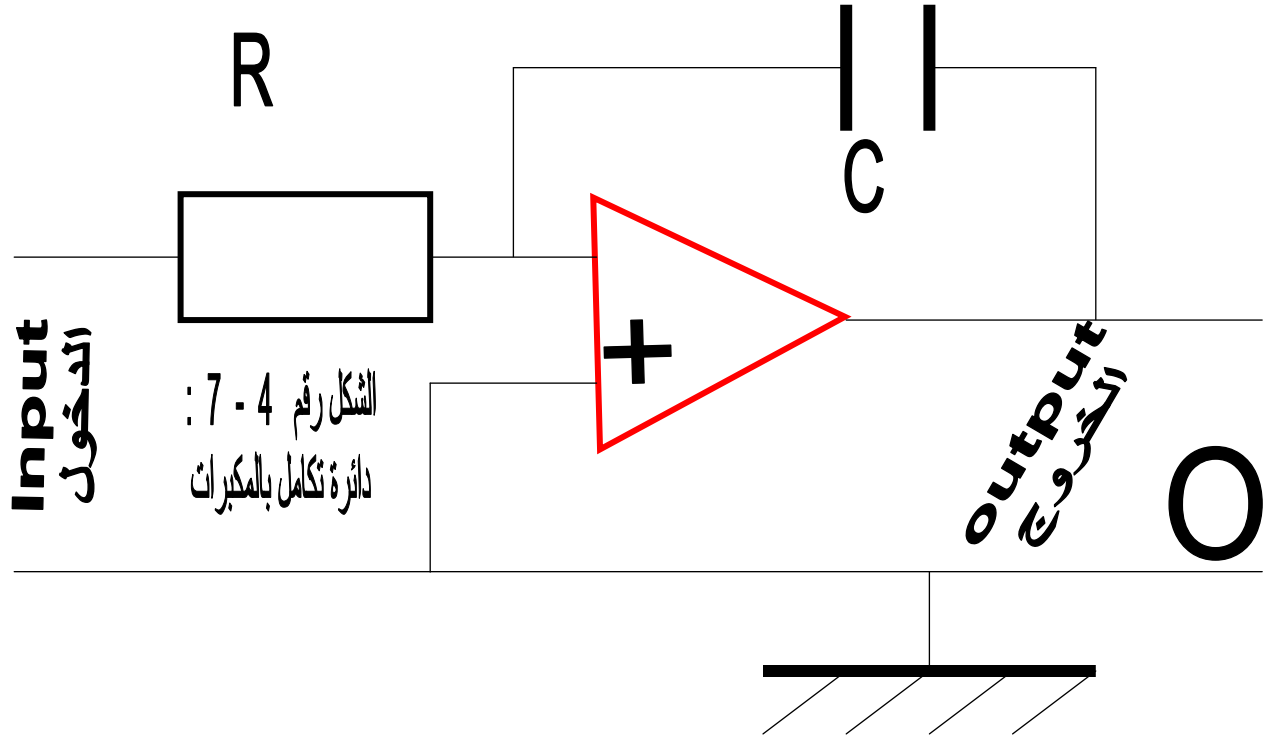 R
C
+
Input
الدخول
الشكل رقم 4 - 7 :
دائرة تكامل بالمكبرات
output
الخروج
O